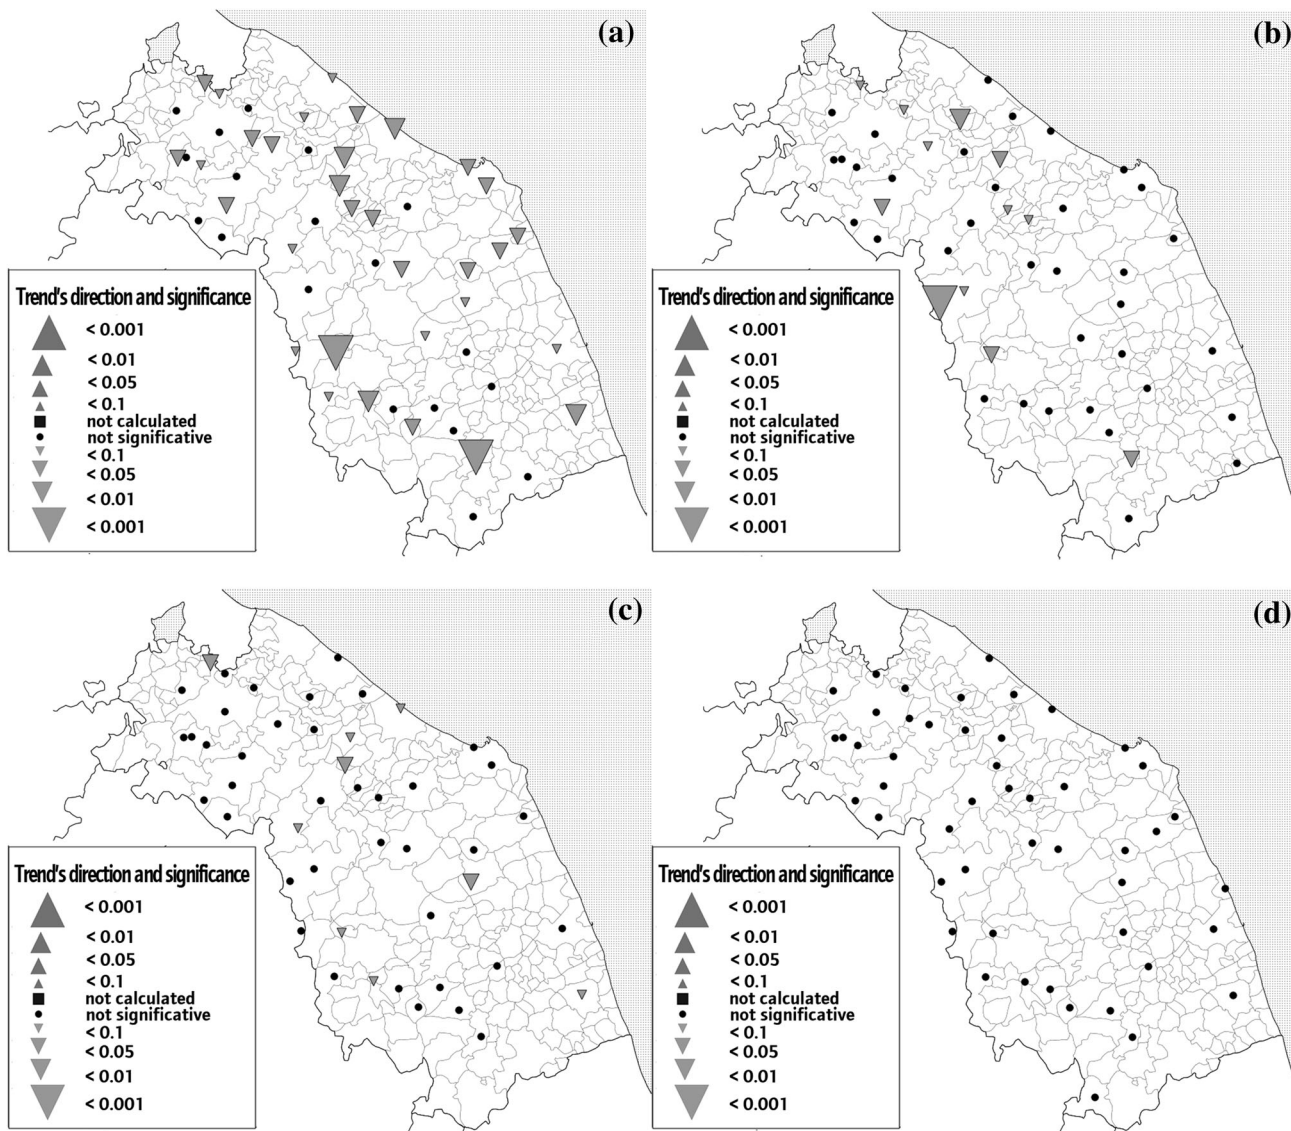 (a)
Trend's direction and significance
< 0.001
< 0.01
< 0.05
< 0.1
not calculated
not significative
< 0.1
< 0.05
< 0.01
< 0.001
(b)
Trend's direction and significance
< 0.001
< 0.01
< 0.05
< 0.1
not calculated
not significative
< 0.1
< 0.05
< 0.01
< 0.001
(c)
Trend's direction and significance
< 0.001
< 0.01
< 0.05
< 0.1
not calculated
not significative
< 0.1
< 0.05
< 0.01
< 0.001
(d)
Trend's direction and significance
< 0.001
< 0.01
< 0.05
< 0.1
not calculated
not significative
< 0.1
< 0.05
< 0.01
< 0.001